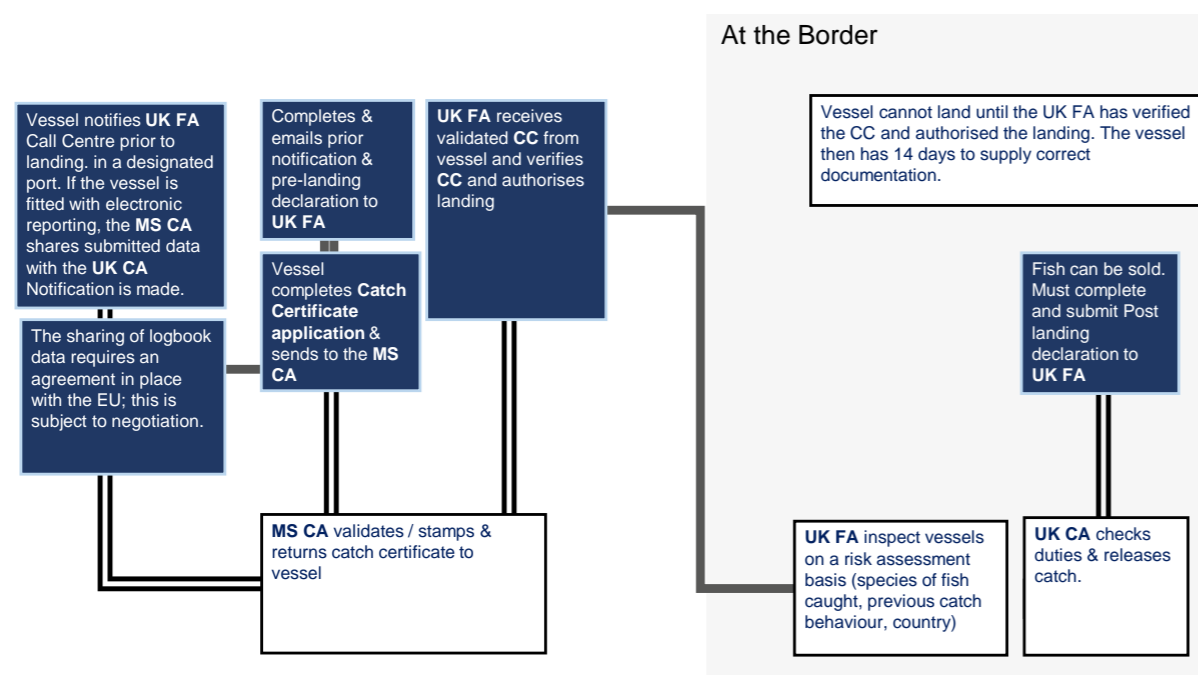 At the Border
Vessel notifies UK FA
Call Centre prior to
landing. in a designated
port. If the vessel is
fitted with electronic
reporting, the MS CA
shares submitted data
with the UK CA
Notification is made.
The sharing of logbook
data requires an
agreement in place
with the EU; this is
subject to negotiation.
Completes &
emails prior
notification &
pre-landing
declaration to
UK FA
Vessel
completes Catch
Certificate
application &
sends to the MS
CA
UK FA receives
validated CC from
vessel and verifies
CC and authorises
landing
MS CA validates / stamps &
returns catch certificate to
vessel
Vessel cannot land until the UK FA has verified
the CC and authorised the landing. The vessel
then has 14 days to supply correct
documentation.
Fish can be sold.
Must complete
and submit Post
landing
declaration to
UK FA
UK FA inspect vessels
on a risk assessment
basis (species of fish
caught, previous catch
behaviour, country)
UK CA checks
duties & releases
catch.